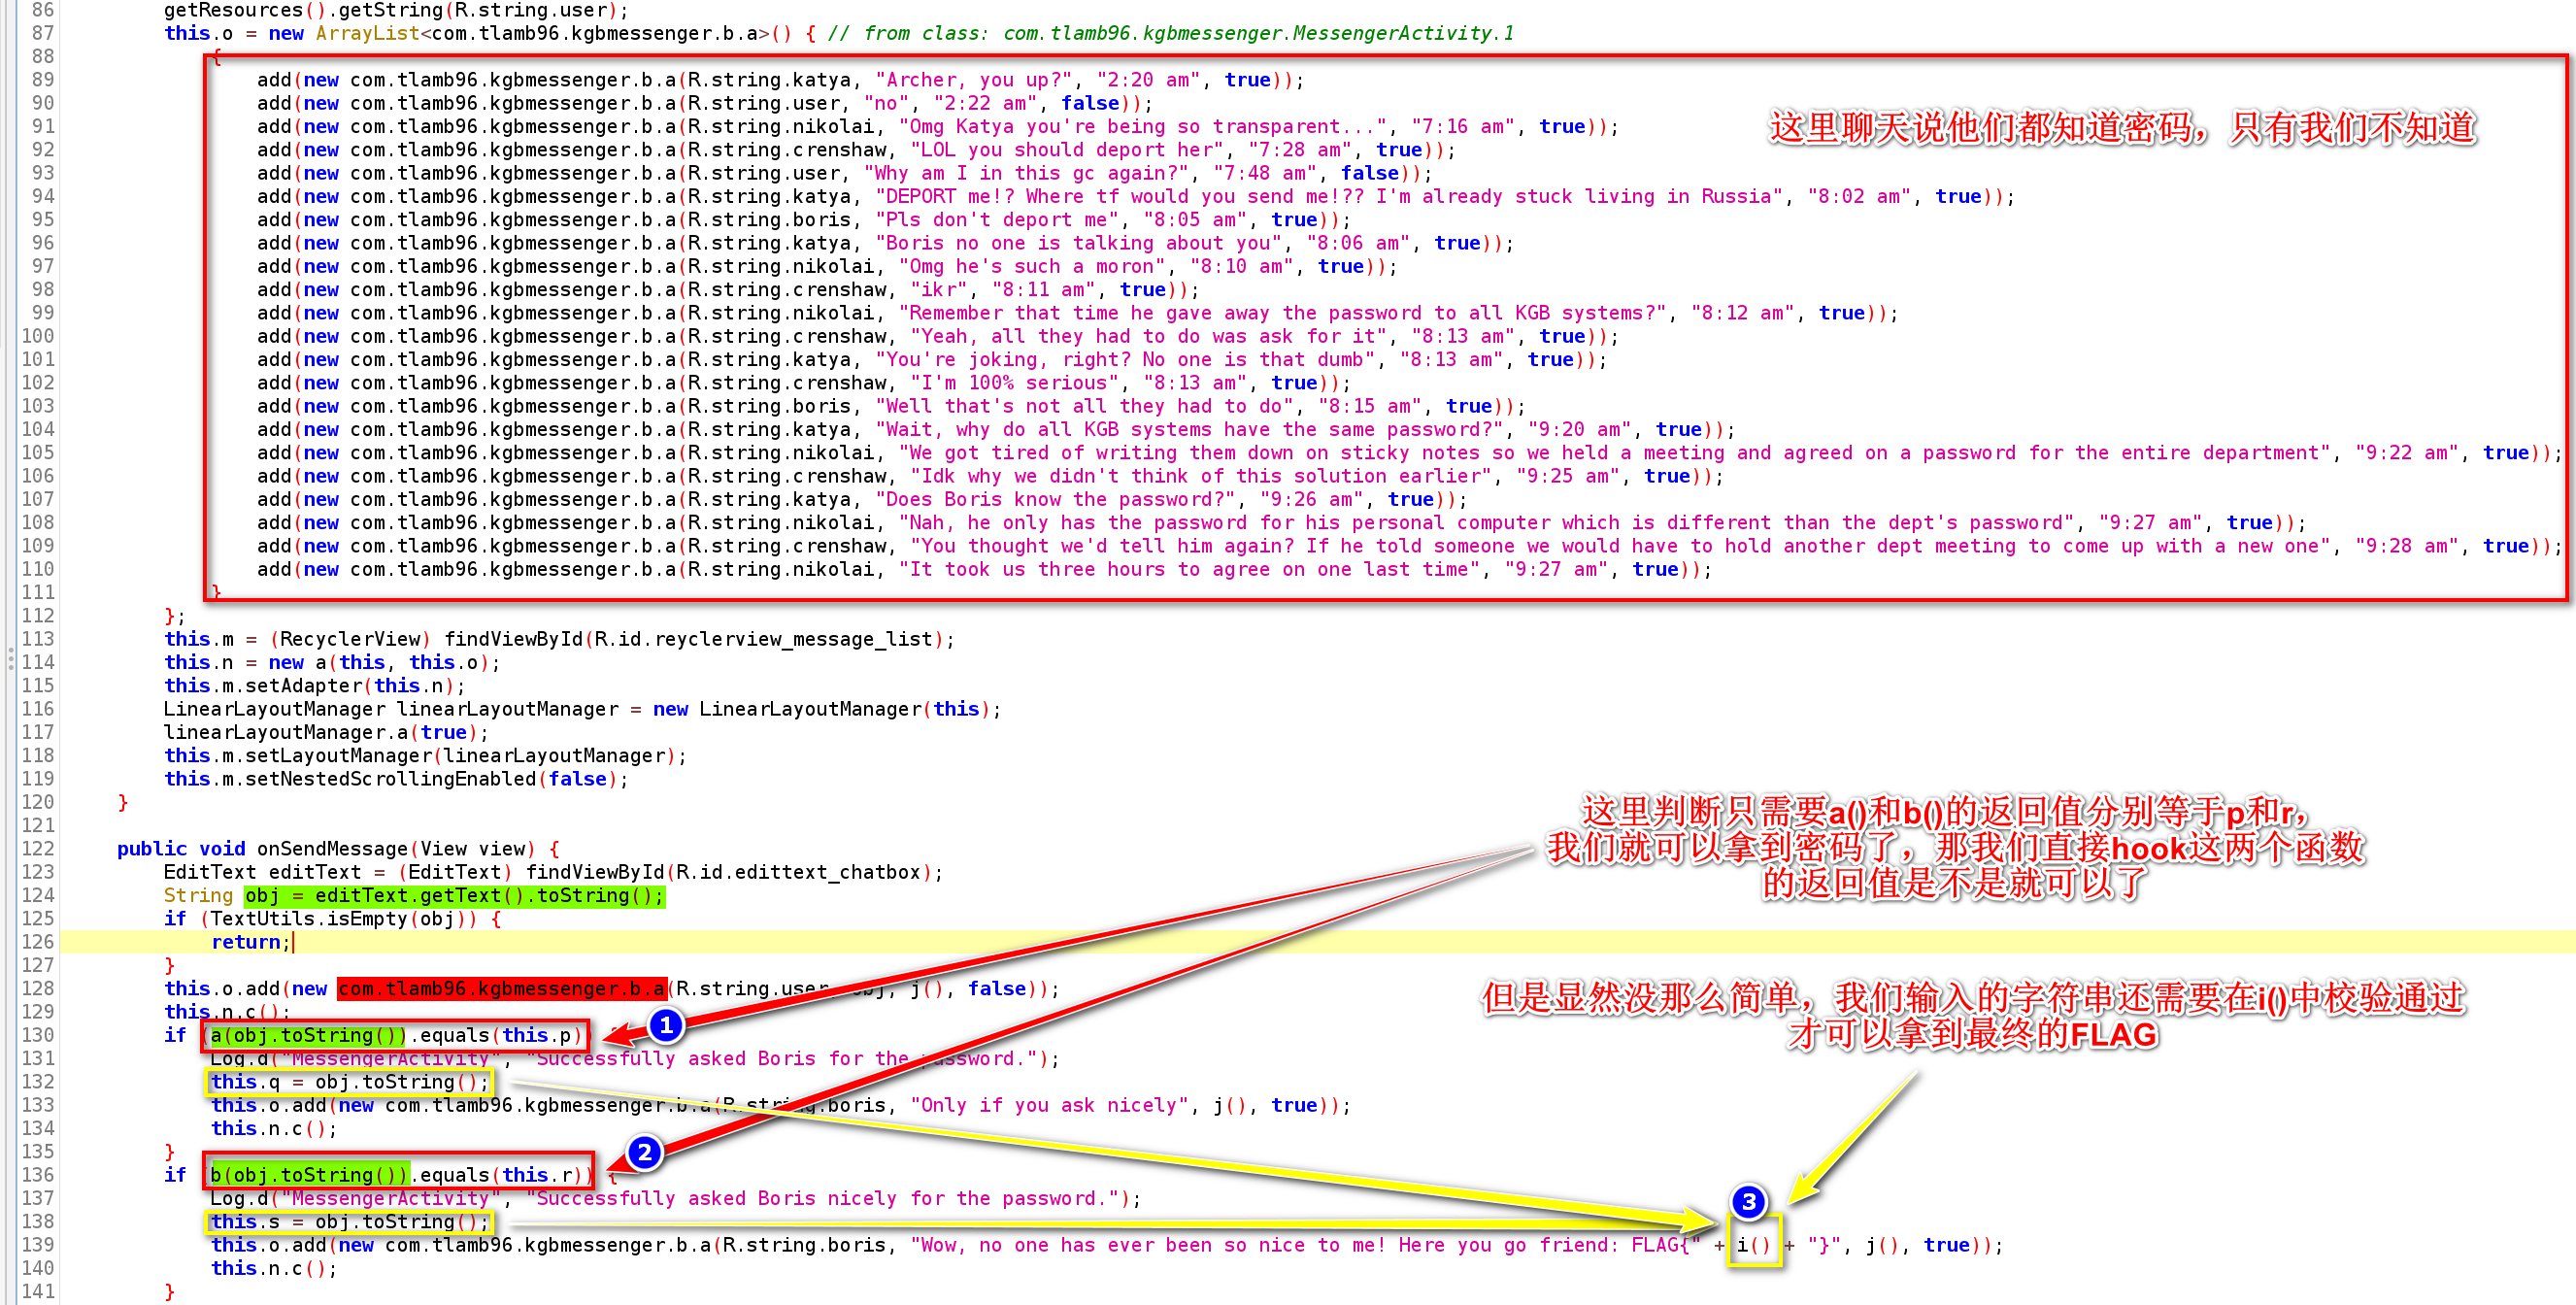 86 getResources().getString(R.string.user);
87 this.o = new ArrayList<com.tlamb96.kgbmessenger.b.a>() { // from class: com.tlamb96.kgbmessenger.MessengerActivity.1
88 {
89 add(new com.tlamb96.kgbmessenger.b.a(R.string.katya, "Archer, you up?", "2:20 am", true));
90 add(new com.tlamb96.kgbmessenger.b.a(R.string.user, "no", "2:22 am", false));
91 add(new com.tlamb96.kgbmessenger.b.a(R.string.nikolai, "Omg Katya you're being so transparent...", "7:16 am", true));
这里聊天说他们都知道密码，只有我们不知道
92 add(new com.tlamb96.kgbmessenger.b.a(R.string.crenshaw, "LOL you should deport her", "7:28 am", true));
93 add(new com.tlamb96.kgbmessenger.b.a(R.string.user, "Why am I in this gc again?", "7:48 am", false));
94 add(new com.tlamb96.kgbmessenger.b.a(R.string.katya, "DEPORT me!? Where tf would you send me!?? I'm already stuck living in Russia", "8:02 am", true));
95 add(new com.tlamb96.kgbmessenger.b.a(R.string.boris, "Pls don't deport me", "8:05 am", true));
96 add(new com.tlamb96.kgbmessenger.b.a(R.string.katya, "Boris no one is talking about you", "8:06 am", true));
97 add(new com.tlamb96.kgbmessenger.b.a(R.string.nikolai, "Omg he's such a moron", "8:10 am", true));
98 add(new com.tlamb96.kgbmessenger.b.a(R.string.crenshaw, "ikr", "8:11 am", true));
99 add(new com.tlamb96.kgbmessenger.b.a(R.string.nikolai, "Remember that time he gave away the password to all KGB systems?", "8:12 am", true));
100 add(new com.tlamb96.kgbmessenger.b.a(R.string.crenshaw, "Yeah, all they had to do was ask for it", "8:13 am", true));
101 add(new com.tlamb96.kgbmessenger.b.a(R.string.katya, "You're joking, right? No one is that dumb", "8:13 am", true));
102 add(new com.tlamb96.kgbmessenger.b.a(R.string.crenshaw, "I'm 100% serious", "8:13 am", true));
103 add(new com.tlamb96.kgbmessenger.b.a(R.string.boris, "Well that's not all they had to do", "8:15 am", true));
104 add(new com.tlamb96.kgbmessenger.b.a(R.string.katya, "Wait, why do all KGB systems have the same password?", "9:20 am", true));
105 add(new com.tlamb96.kgbmessenger.b.a(R.string.nikolai, "We got tired of writing them down on sticky notes so we held a meeting and agreed on a password for the entire department", "9:22 am", true));
106 add(new com.tlamb96.kgbmessenger.b.a(R.string.crenshaw, "Idk why we didn't think of this solution earlier", "9:25 am", true));
107 add(new com.tlamb96.kgbmessenger.b.a(R.string.katya, "Does Boris know the password?", "9:26 am", true));
108 add(new com.tlamb96.kgbmessenger.b.a(R.string.nikolai, "Nah, he only has the password for his personal computer which is different than the dept's password", "9:27 am", true));
109 add(new com.tlamb96.kgbmessenger.b.a(R.string.crenshaw, "You thought we'd tell him again? If he told someone we would have to hold another dept meeting to come up with a new one", "9:28 am", true));
110 add(new com.tlamb96.kgbmessenger.b.a(R.string.nikolai, "It took us three hours to agree on one last time", "9:27 am", true));
111 }
112 };
113 this.m = (RecyclerView) findViewById(R.id.reyclerview_message_list);
114 this.n = new a(this, this.o);
115 this.m.setAdapter(this.n);
116 LinearLayoutManager linearLayoutManager = new LinearLayoutManager(this);
117 linearLayoutManager.a(true);
118 this.m.setLayoutManager(linearLayoutManager);
119 this.m.setNestedScrollingEnabled(false);
120 }
121
这里判断只需要a()和b()的返回值分别等于p和r，
我们就可以拿到密码了，那我们直接hook这两个函数
的返回值是不是就可以了
122 public void onSendMessage(View view) {
123 EditText editText = (EditText) findViewById(R.id.edittext_chatbox);
124 String obj = editText.getText().toString();
125 if (TextUtils.isEmpty(obj)) {
126 return;
127 }
128 this.o.add(new com.tlamb96.kgbmessenger.b.a(R.string.user, obj, j(), false));
但是显然没那么简单，我们输入的字符串还需要在i()中校验通过
才可以拿到最终的FLAG
129 this.n.c();
130 if (a(obj.toString()).equals(this.p)) {
1
131 Log.d("MessengerActivity", "Successfully asked Boris for the password.");
132 this.q = obj.toString();
133 this.o.add(new com.tlamb96.kgbmessenger.b.a(R.string.boris, "Only if you ask nicely", j(), true));
134 this.n.c();
135 }
2
136 if (b(obj.toString()).equals(this.r)) {
137 Log.d("MessengerActivity", "Successfully asked Boris nicely for the password.");
3
138 this.s = obj.toString();
139 this.o.add(new com.tlamb96.kgbmessenger.b.a(R.string.boris, "Wow, no one has ever been so nice to me! Here you go friend: FLAG{" + i() + "}", j(), true));
140 this.n.c();
141 }